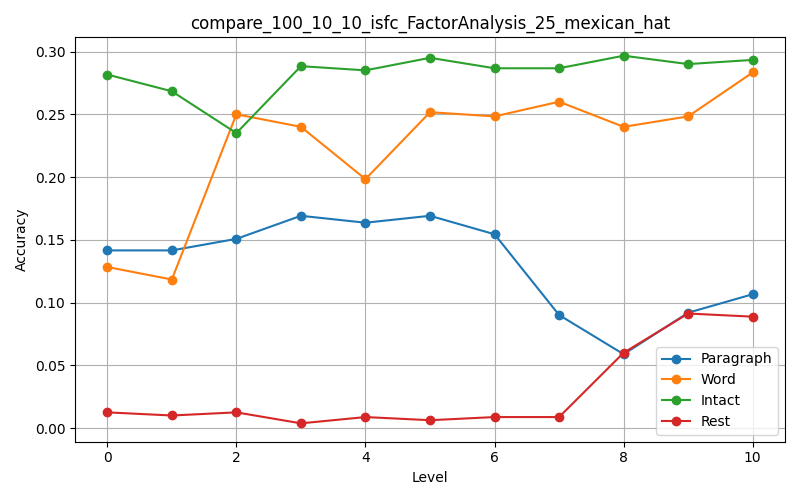 compare_100_10_10_isfc_FactorAnalysis_25_mexican_hat
0.30
0.25
0.20
0.15
0.10
0.05
0.00
Accuracy
0 2 4 6 8 10
Level
Paragraph
Word
Intact
Rest